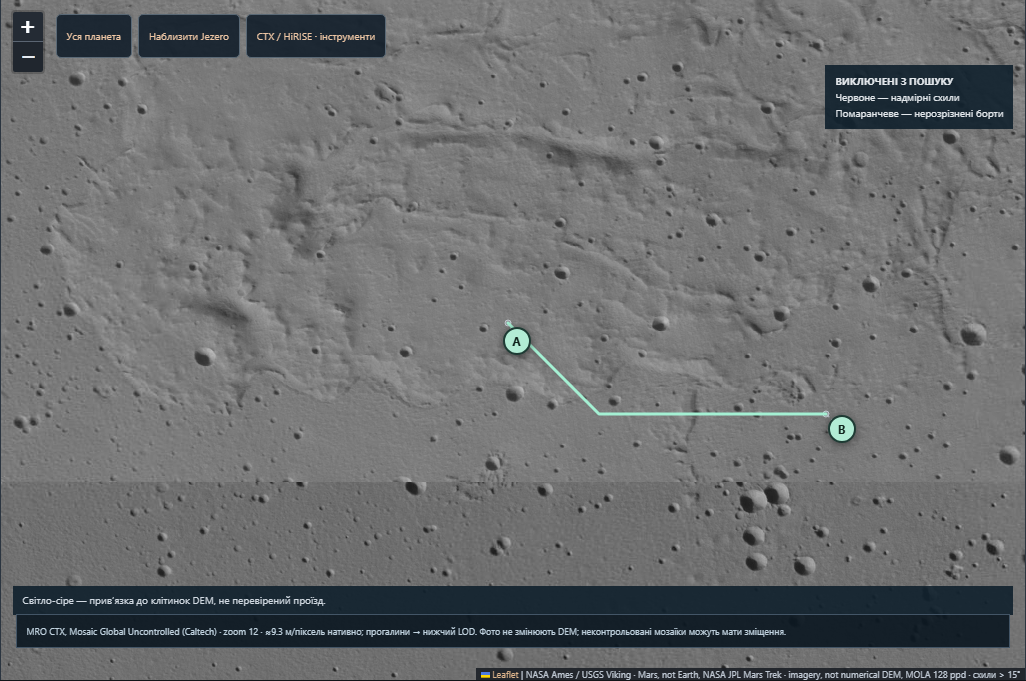 +
−
Уся планета
Наблизити Jezero
CTX / HiRISE · інструменти
ВИКЛЮЧЕНІ З ПОШУКУ
Червоне — надмірні схили
Помаранчеве — нерозрізнені борти
A
B
Світло-сіре — прив'язка до клітинок DEM, не перевірений проїзд.
MRO CTX, Mosaic Global Uncontrolled (Caltech) · zoom 12 · ≈9.3 м/піксель нативно; прогалини → нижчий LOD. Фото не змінюють DEM; неконтрольовані мозаїки можуть мати зміщення.
Leaflet | NASA Ames / USGS Viking · Mars, not Earth, NASA JPL Mars Trek · imagery, not numerical DEM, MOLA 128 ppd · схили > 15°